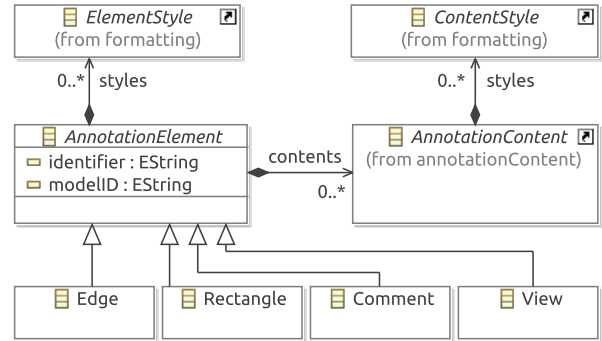 ElementStyle
(from formatting)
ContentStyle
(from formatting)
0..* styles
0..* styles
AnnotationElement
identifier : EString
modelID : EString
contents
0..*
AnnotationContent
(from annotationContent)
Edge
Rectangle
Comment
View